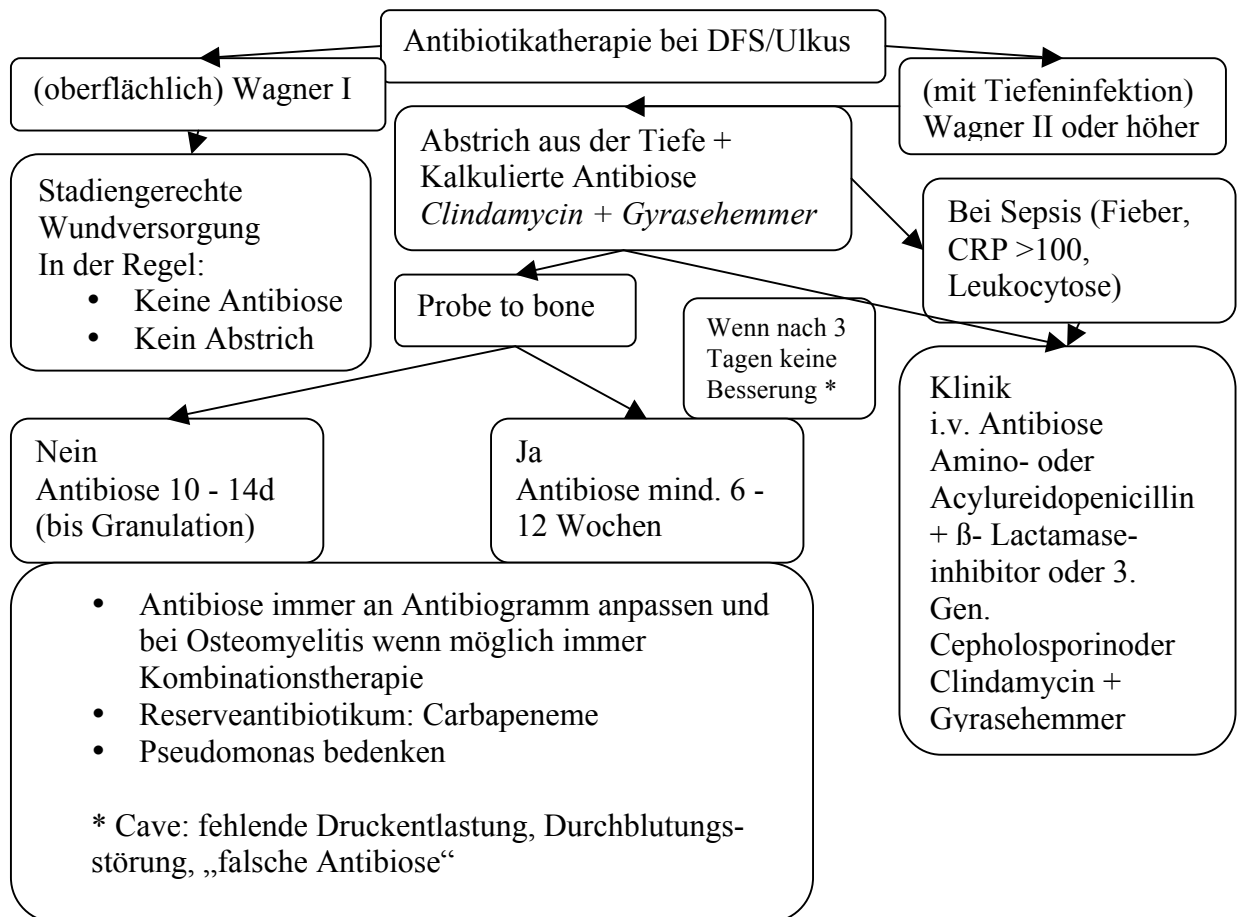 Antibiotikatherapie bei DFS/Ulkus
(oberflächlich) Wagner I
(mit Tiefeninfektion)
Wagner II oder höher
Abstrich aus der Tiefe +
Kalkulierte Antibiose
Clindamycin + Gyrasehemmer
Stadiengerechte
Wundversorgung
In der Regel:
• Keine Antibiose
• Kein Abstrich
Bei Sepsis (Fieber,
CRP >100,
Leukocytose)
Probe to bone
Wenn nach 3
Tagen keine
Besserung *
Klinik
i.v. Antibiose
Amino- oder
Acylureidopenicillin
+ ß- Lactamase-
inhibitor oder 3.
Gen.
Cepholosporinoder
Clindamycin +
Gyrasehemmer
Nein
Antibiose 10 - 14d
(bis Granulation)
Ja
Antibiose mind. 6 -
12 Wochen
• Antibiose immer an Antibiogramm anpassen und
bei Osteomyelitis wenn möglich immer
Kombinationstherapie
• Reserveantibiotikum: Carbapeneme
• Pseudomonas bedenken
* Cave: fehlende Druckentlastung, Durchblutungs-
störung, „falsche Antibiose“